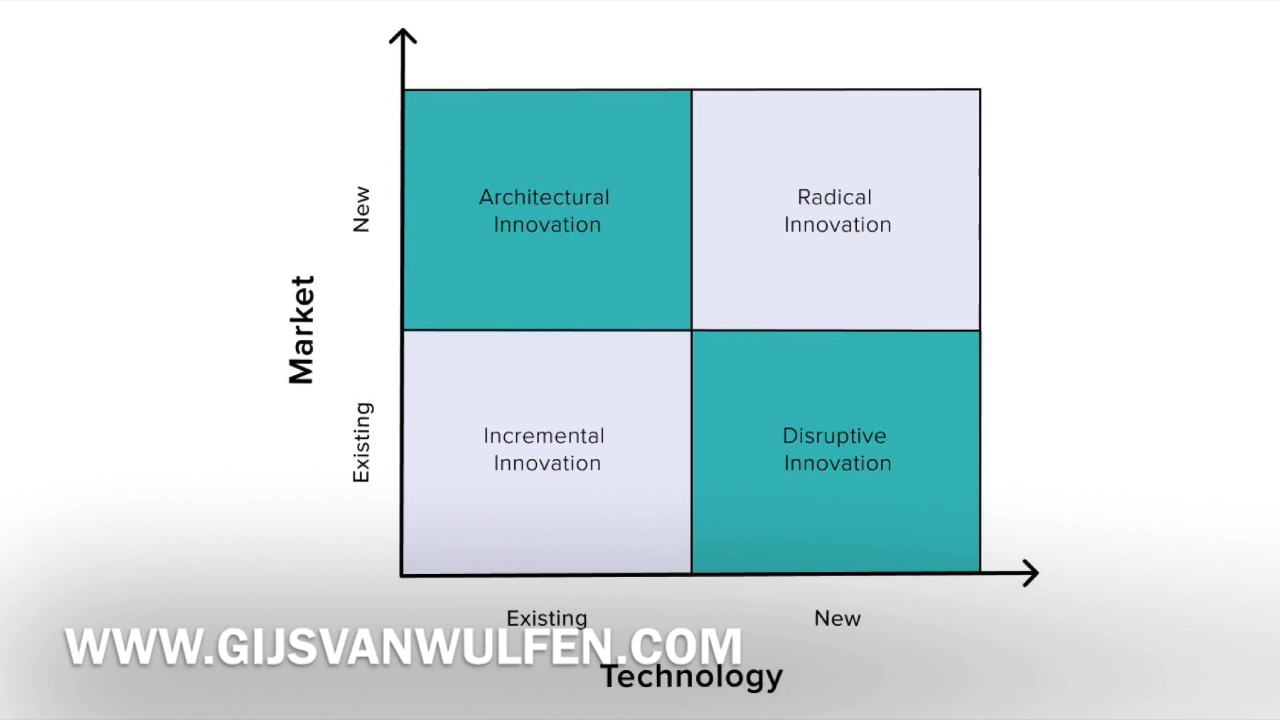 New
Architectural
Innovation
Radical
Innovation
Market
Existing
Incremental
Innovation
Disruptive
Innovation
Existing
New
WWW.GIJSVANWULFEN.COM
Technology